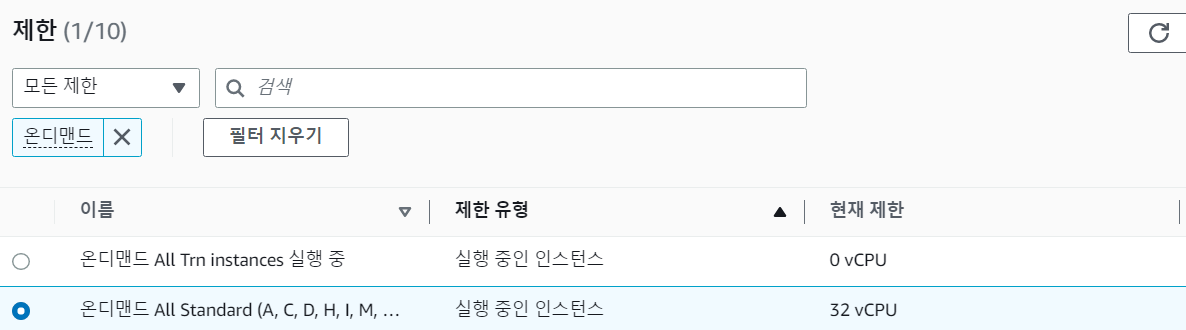 제한 (1/10)
모든 제한
검색
온디맨드
필터 지우기
이름 제한 유형 현재 제한
온디맨드 All Trn instances 실행 중 실행 중인 인스턴스 0 vCPU
온디맨드 All Standard (A, C, D, H, I, M, ... 실행 중인 인스턴스 32 vCPU